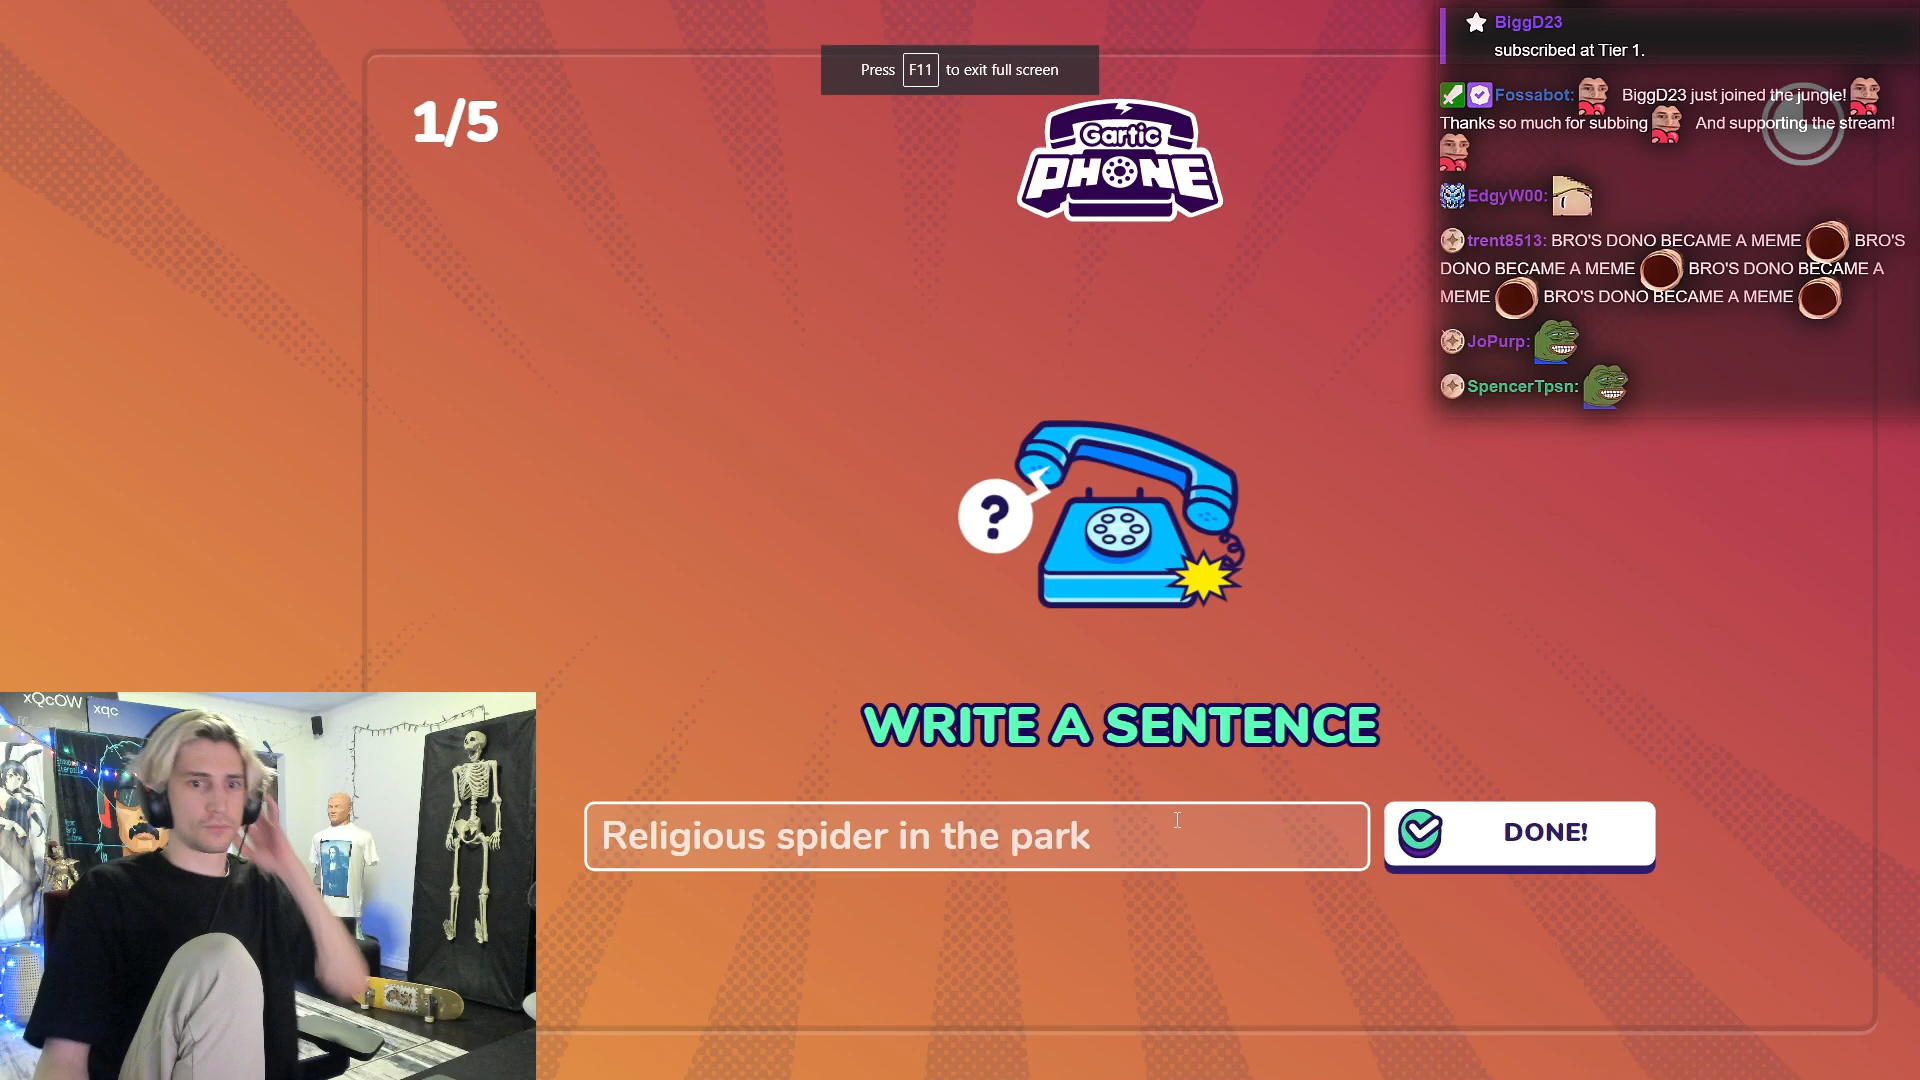 BiggD23
subscribed at Tier 1.
Press F11 to exit full screen
1/5
Gartic
PHONE
Fossabot: BiggD23 just joined the jungle!
Thanks so much for subbing And supporting the stream!
EdgyW00:
trent8513: BRO'S DONO BECAME A MEME BRO'S
DONO BECAME A MEME BRO'S DONO BECAME A
MEME BRO'S DONO BECAME A MEME
JoPurp:
SpencerTpsn:
?
WRITE A SENTENCE
Religious spider in the park
DONE!
xQcOW
xqc